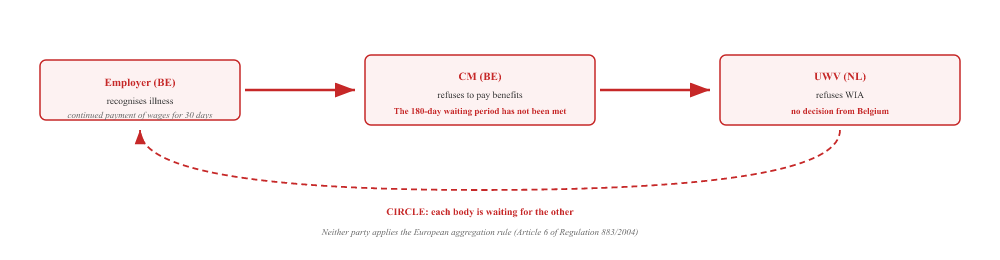 Employer (BE)
recognises illness
continued payment of wages for 30 days
CM (BE)
refuses to pay benefits
The 180-day waiting period has not been met
UWV (NL)
refuses WIA
no decision from Belgium
CIRCLE: each body is waiting for the other
Neither party applies the European aggregation rule (Article 6 of Regulation 883/2004)